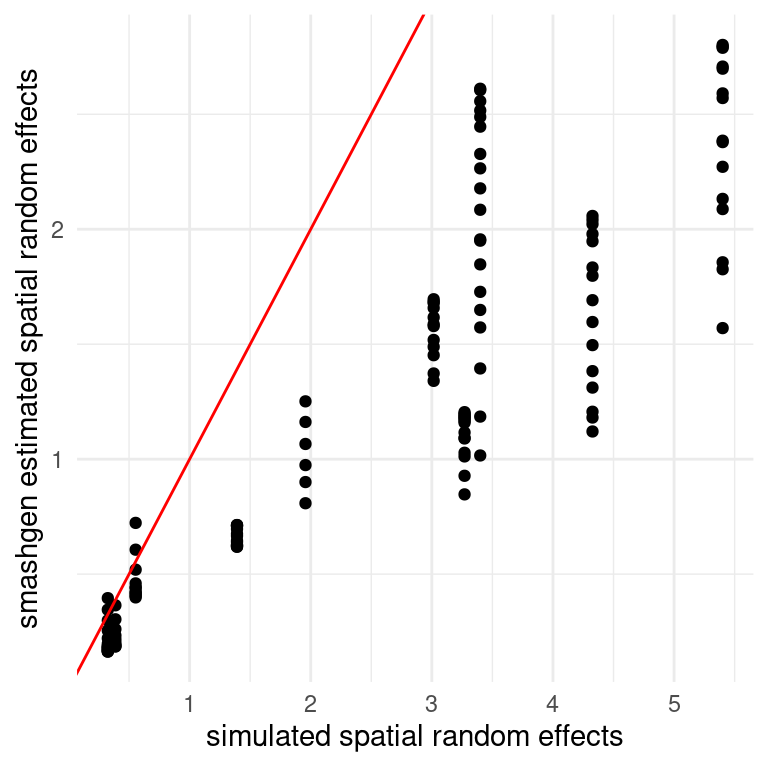 smashgen estimated spatial random effects
2
1
1 2 3 4 5
simulated spatial random effects